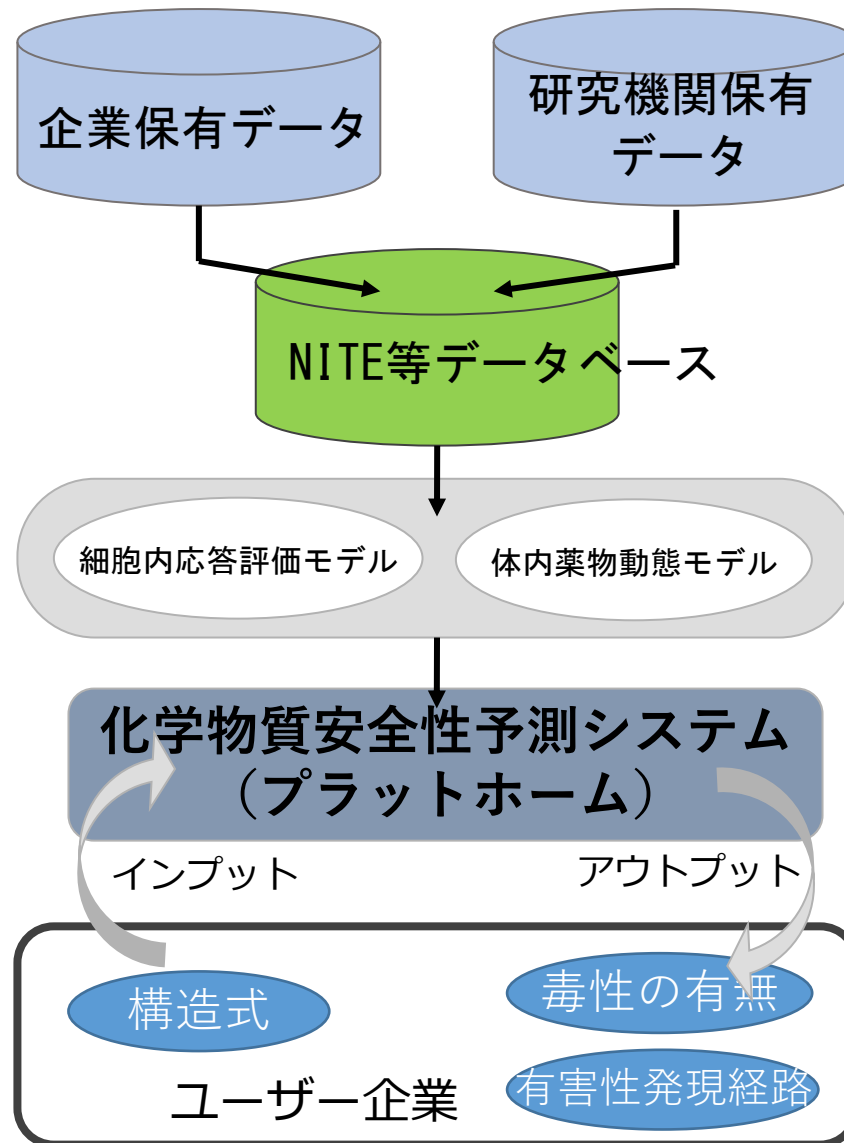 企業保有データ
研究機関保有
データ
NITE等データベース
細胞内応答評価モデル
体内薬物動態モデル
化学物質安全性予測システム
（プラットホーム）
インプット
アウトプット
構造式
毒性の有無
有害性発現経路
ユーザー企業